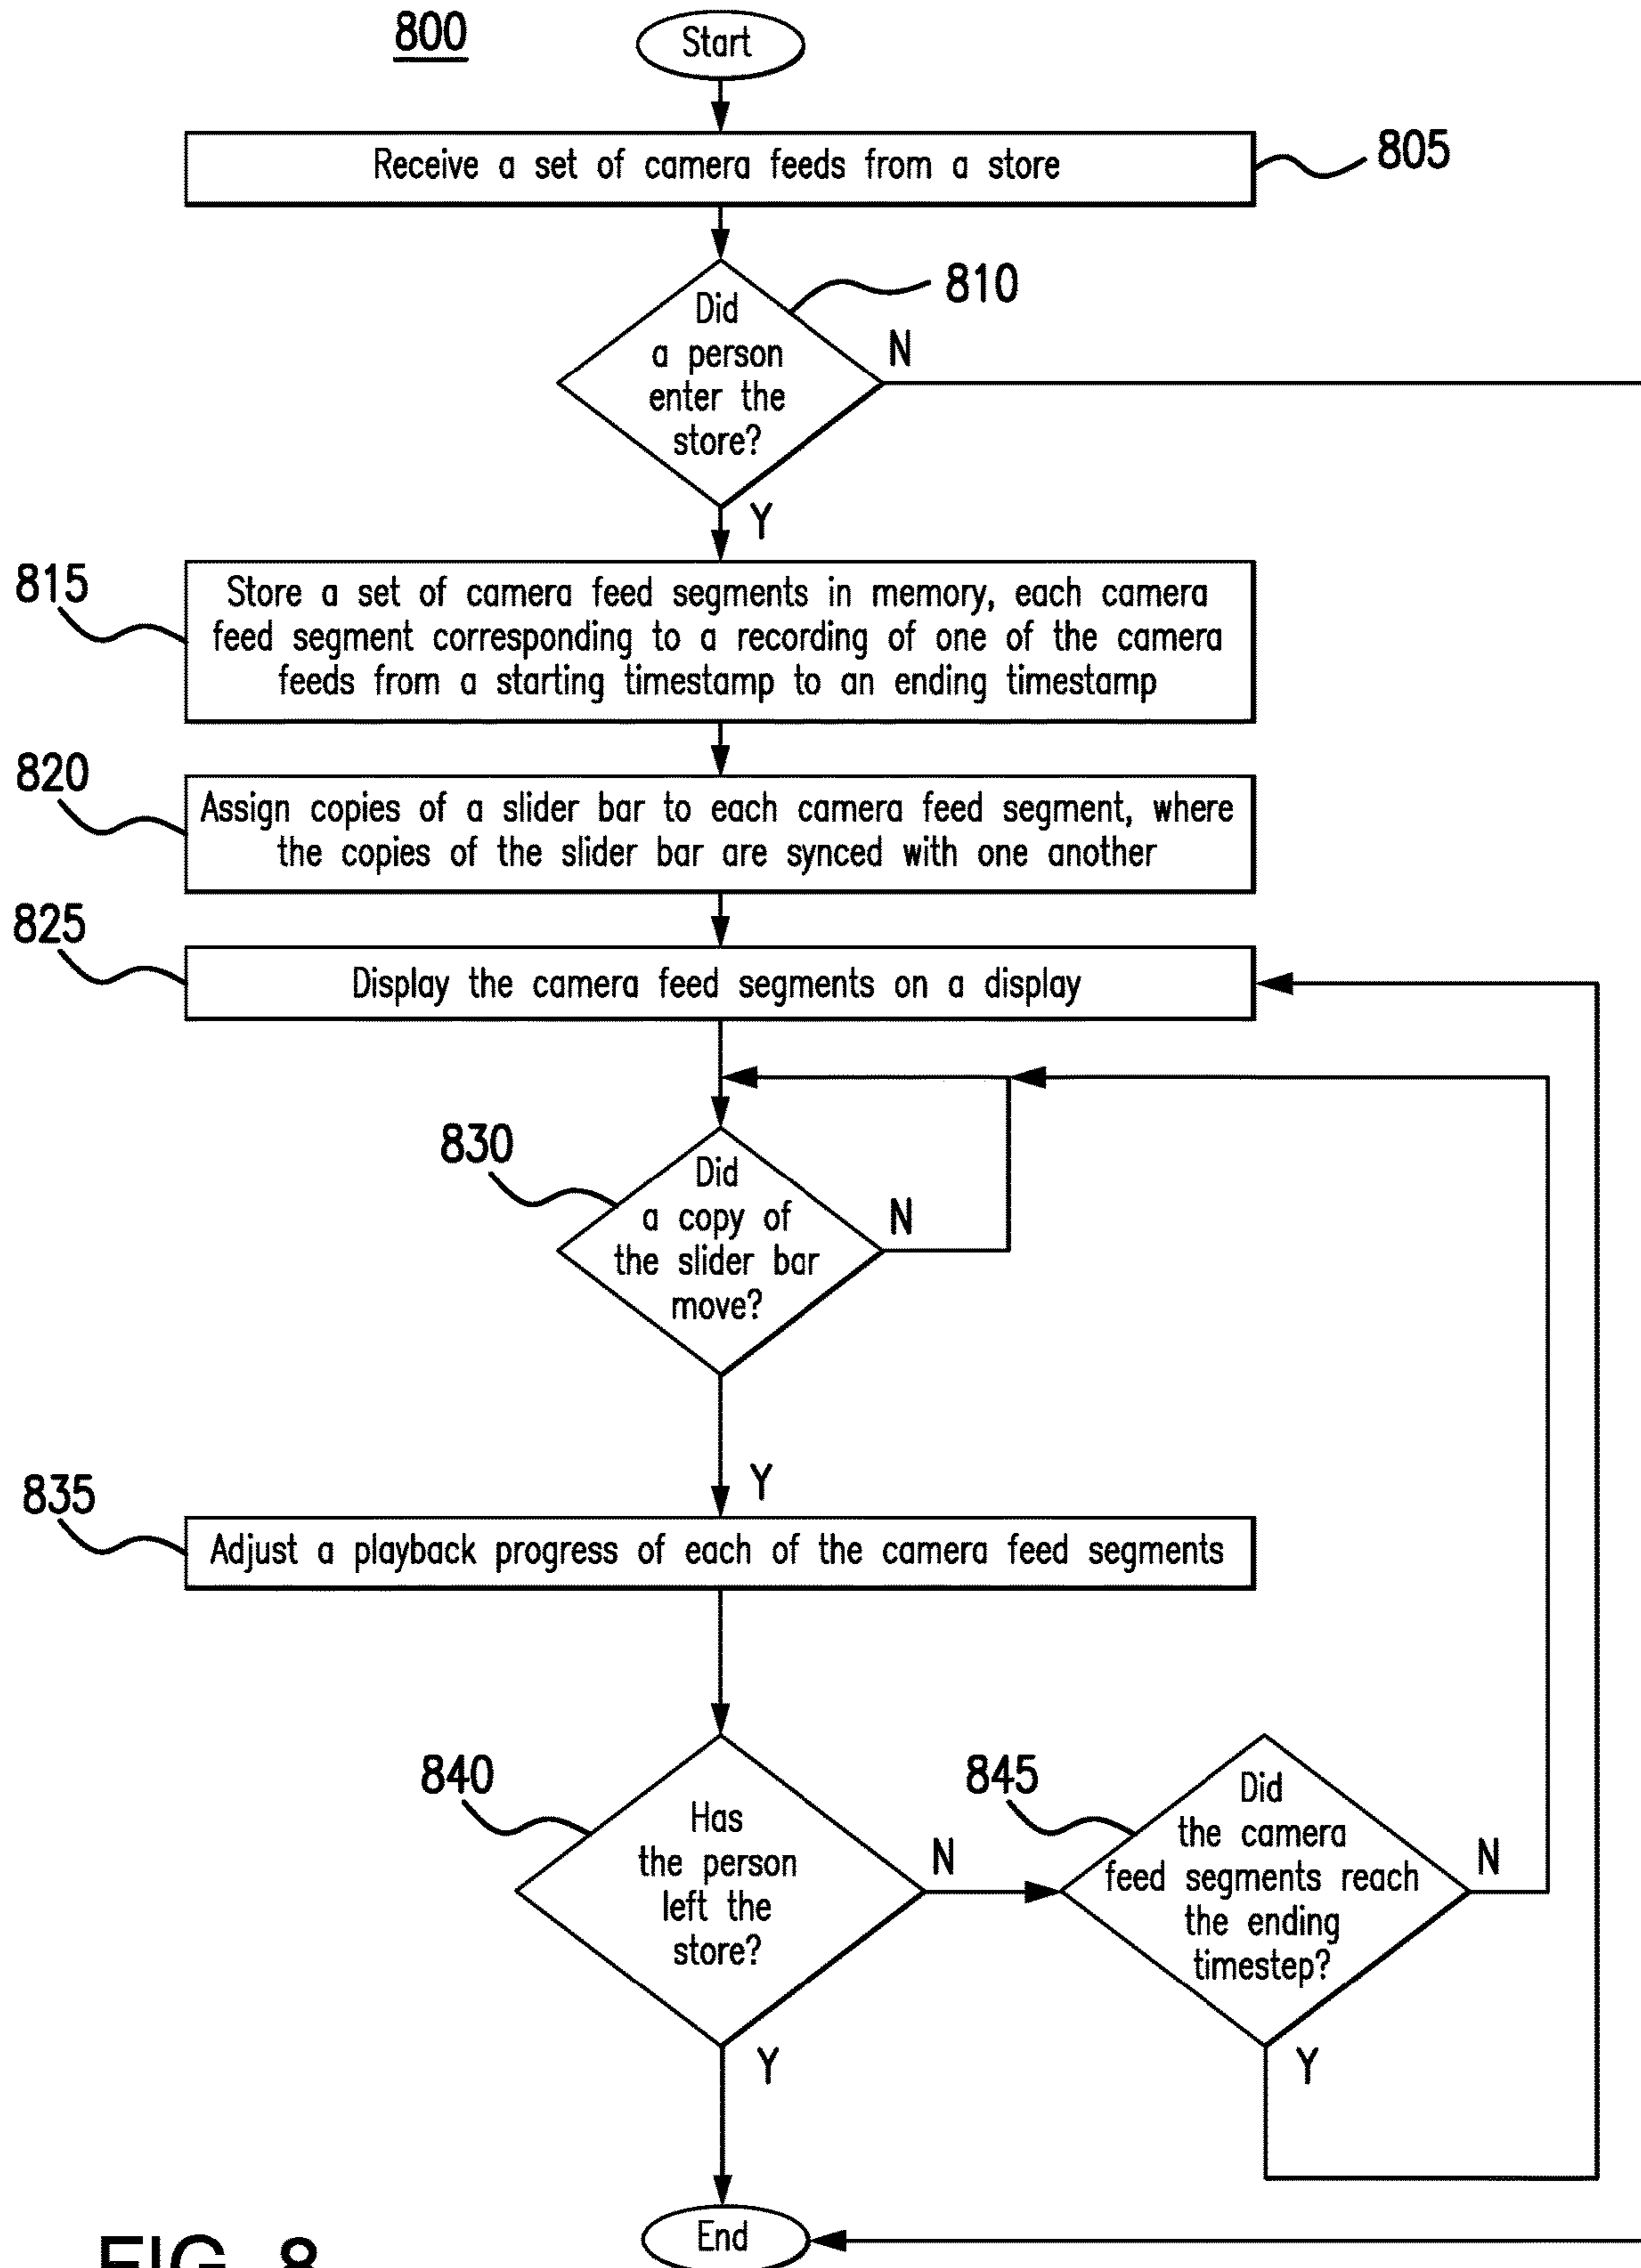 800
Start
Receive a set of camera feeds from a store
805
810
Did
a person
enter the
store?
N
Y
815
Store a set of camera feed segments in memory, each camera
feed segment corresponding to a recording of one of the camera
feeds from a starting timestamp to an ending timestamp
820
Assign copies of a slider bar to each camera feed segment, where
the copies of the slider bar are synced with one another
825
Display the camera feed segments on a display
830
Did
a copy of
the slider bar
move?
N
Y
835
Adjust a playback progress of each of the camera feed segments
840
Has
the person
left the
store?
N
Y
845
Did
the camera
feed segments reach
the ending
timestep?
N
Y
End
FIG. 8